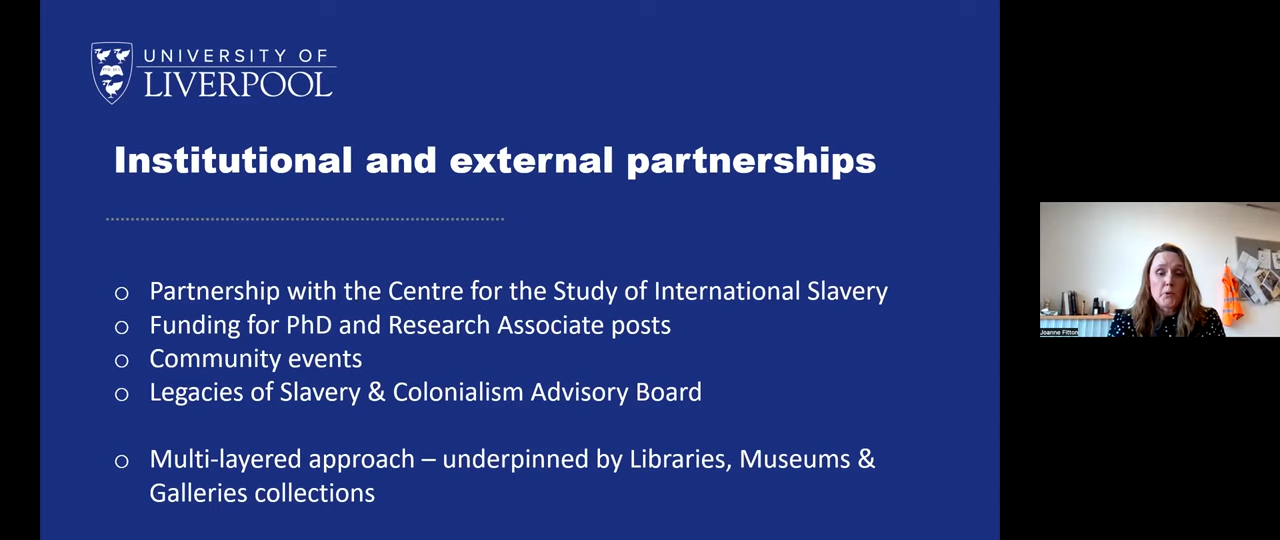 UNIVERSITY OF
LIVERPOOL
Institutional and external partnerships
o Partnership with the Centre for the Study of International Slavery
o Funding for PhD and Research Associate posts
o Community events
o Legacies of Slavery & Colonialism Advisory Board
o Multi-layered approach – underpinned by Libraries, Museums &
Galleries collections
Joanne Fitton